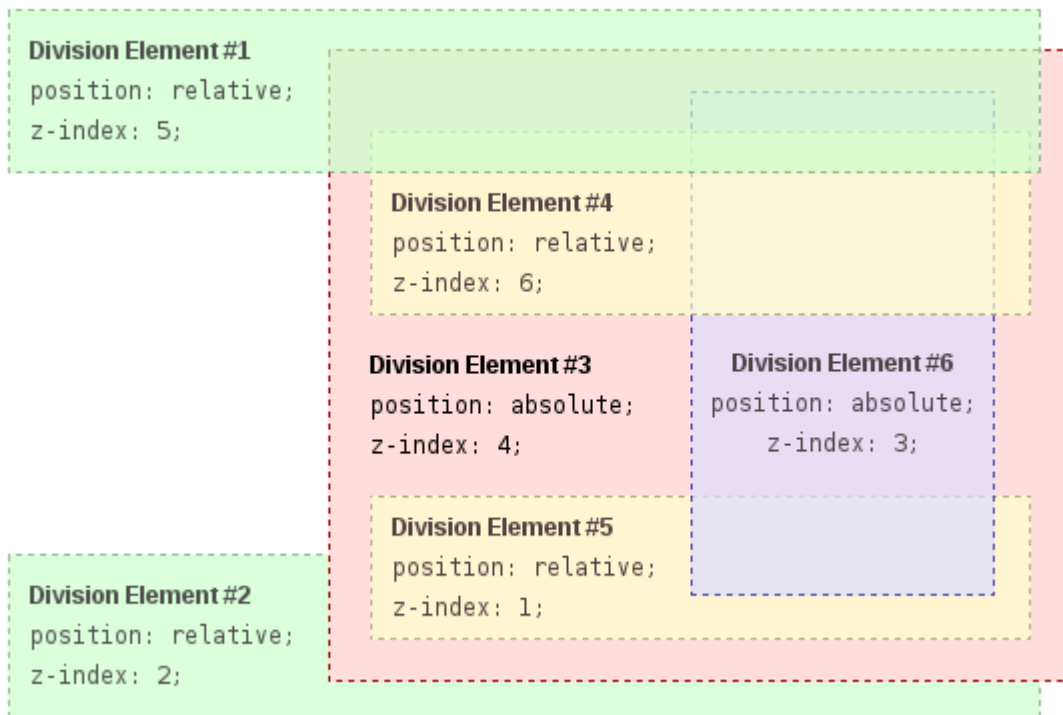 Division Element #1
position: relative;
z-index: 5;
Division Element #4
position: relative;
z-index: 6;
Division Element #3
position: absolute;
z-index: 4;
Division Element #6
position: absolute;
z-index: 3;
Division Element #5
position: relative;
z-index: 1;
Division Element #2
position: relative;
z-index: 2;